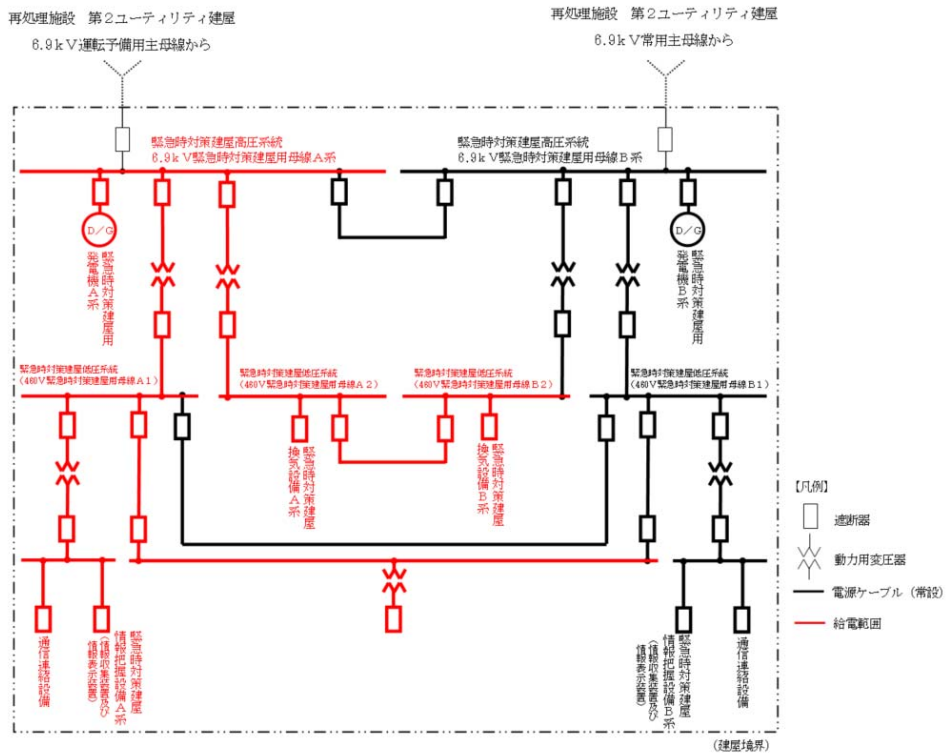 再処理施設 第2ユーティリティ建屋
6.9kV運転予備用主母線から
再処理施設 第2ユーティリティ建屋
6.9kV常用主母線から
緊急時対策建屋高圧系統
6.9kV緊急時対策建屋用母線A系
緊急時対策建屋高圧系統
6.9kV緊急時対策建屋用母線B系
D/G
緊急時対策建屋用
発電機A系
D/G
緊急時対策建屋用
発電機B系
緊急時対策建屋低圧系統
(460V緊急時対策建屋用母線A1)
緊急時対策建屋低圧系統
(460V緊急時対策建屋用母線A2)
緊急時対策建屋低圧系統
(460V緊急時対策建屋用母線B2)
緊急時対策建屋低圧系統
(460V緊急時対策建屋用母線B1)
緊急時対策建屋
換気設備A系
緊急時対策建屋
換気設備B系
通信連絡設備
緊急時対策建屋
情報把握設備A系
(情報収集装置及び
情報表示装置)
緊急時対策建屋
情報把握設備B系
(情報収集装置及び
情報表示装置)
通信連絡設備
【凡例】
遮断器
動力用変圧器
電源ケーブル(常設)
給電範囲
(建屋境界)